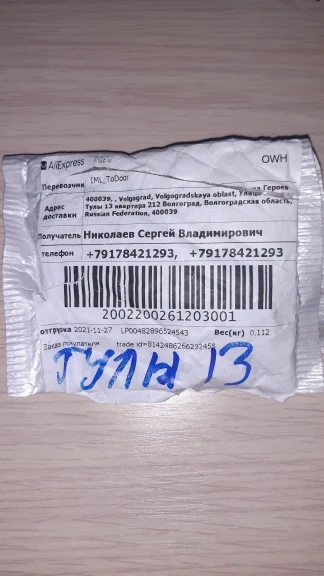 AliExpress
OWH
Перевозчик IML_ToDoor
Героев
Адрес доставки 400039, , Volgograd, Volgogradskaya oblast, Улица
Тулы 13 квартира 212 Волгоград, Волгоградская область,
Russian Federation, 400039
Получатель Николаев Сергей Владимирович
телефон +79178421293, +79178421293
2002200261203001
отгрузка 2021-11-27 LP00482896524543 Вес(кг) 0.112
Заказ покупателя trade id=8142486266232455
ТУЛЫ 13